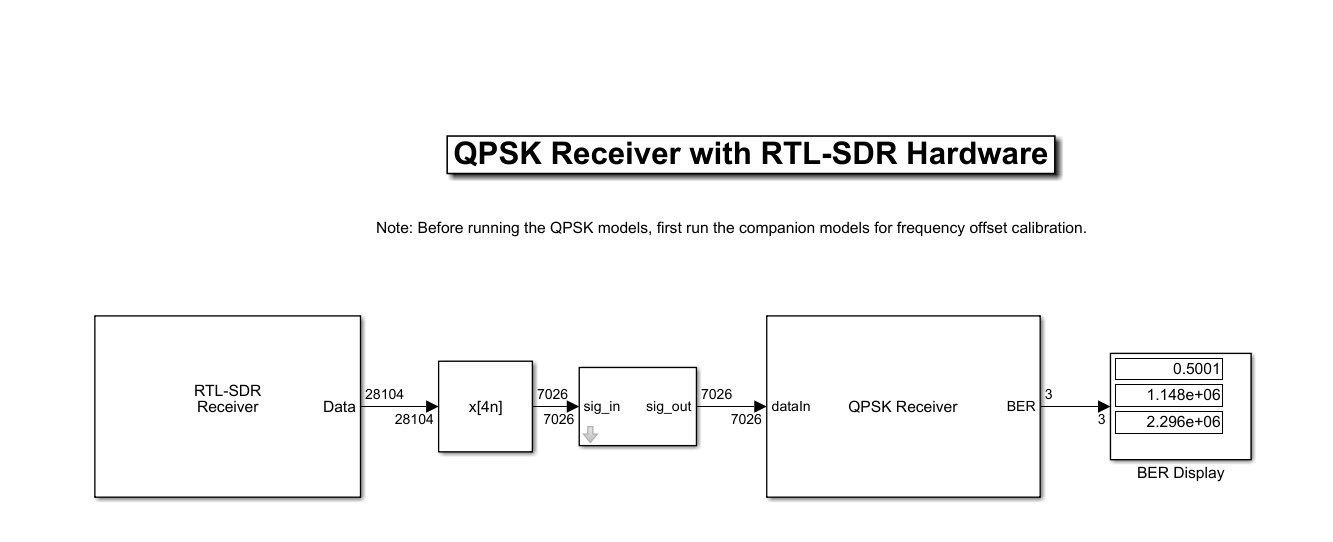 QPSK Receiver with RTL-SDR Hardware
Note: Before running the QPSK models, first run the companion models for frequency offset calibration.
RTL-SDR
Receiver
Data
28104
28104
x[4n]
7026
7026
sig_in
sig_out
7026
7026
dataIn
QPSK Receiver
BER
3
3
0.5001
1.148e+06
2.296e+06
BER Display